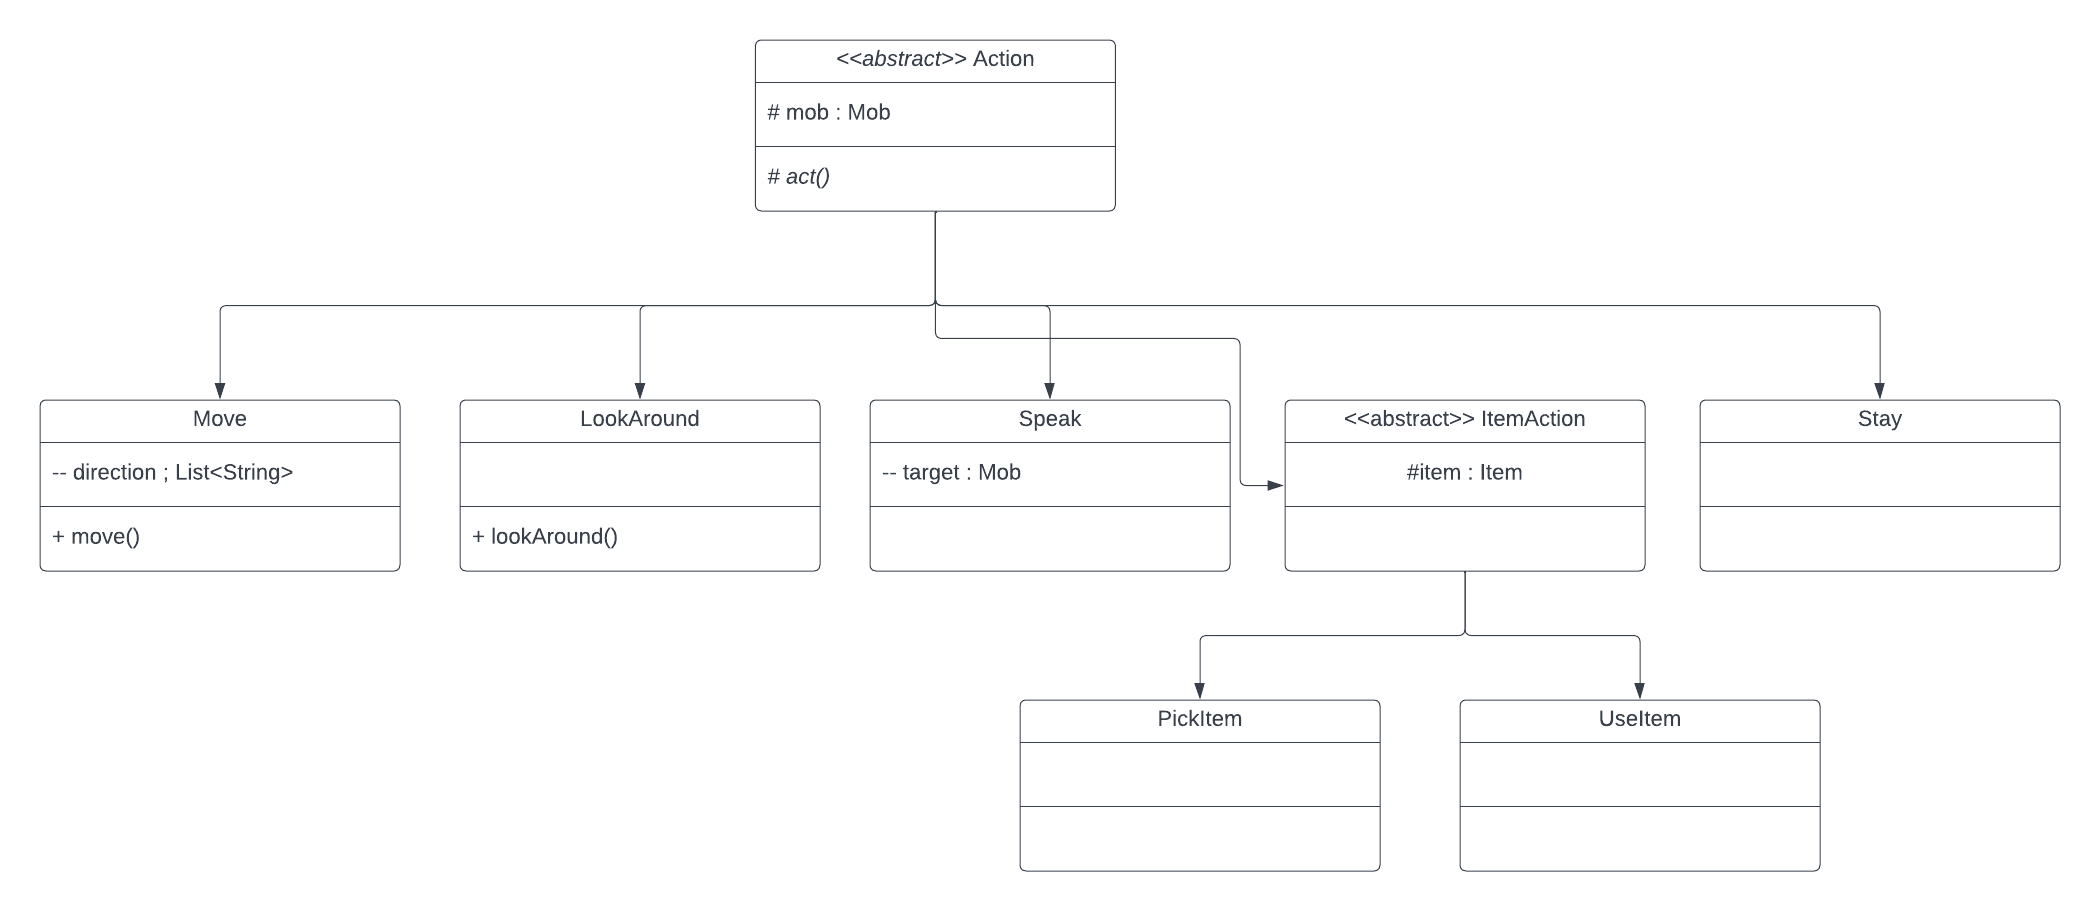 <<abstract>> Action
# mob : Mob
# act()
Move
-- direction ; List<String>
+ move()
LookAround
+ lookAround()
Speak
-- target : Mob
<<abstract>> ItemAction
#item : Item
Stay
PickItem
UseItem